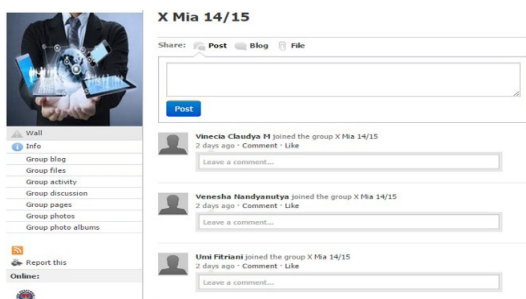 X Mia 14/15
Share: Post Blog File
Post
Wall
Info
Group blog
Group files
Group activity
Group discussion
Group pages
Group photos
Group photo albums
Report this
Online:
Vinecia Claudya M joined the group X Mia 14/15
2 days ago · Comment · Like
Leave a comment...
Venesha Nandyanutya joined the group X Mia 14/15
2 days ago · Comment · Like
Leave a comment...
Umi Fitriani joined the group X Mia 14/15
2 days ago · Comment · Like
Leave a comment...